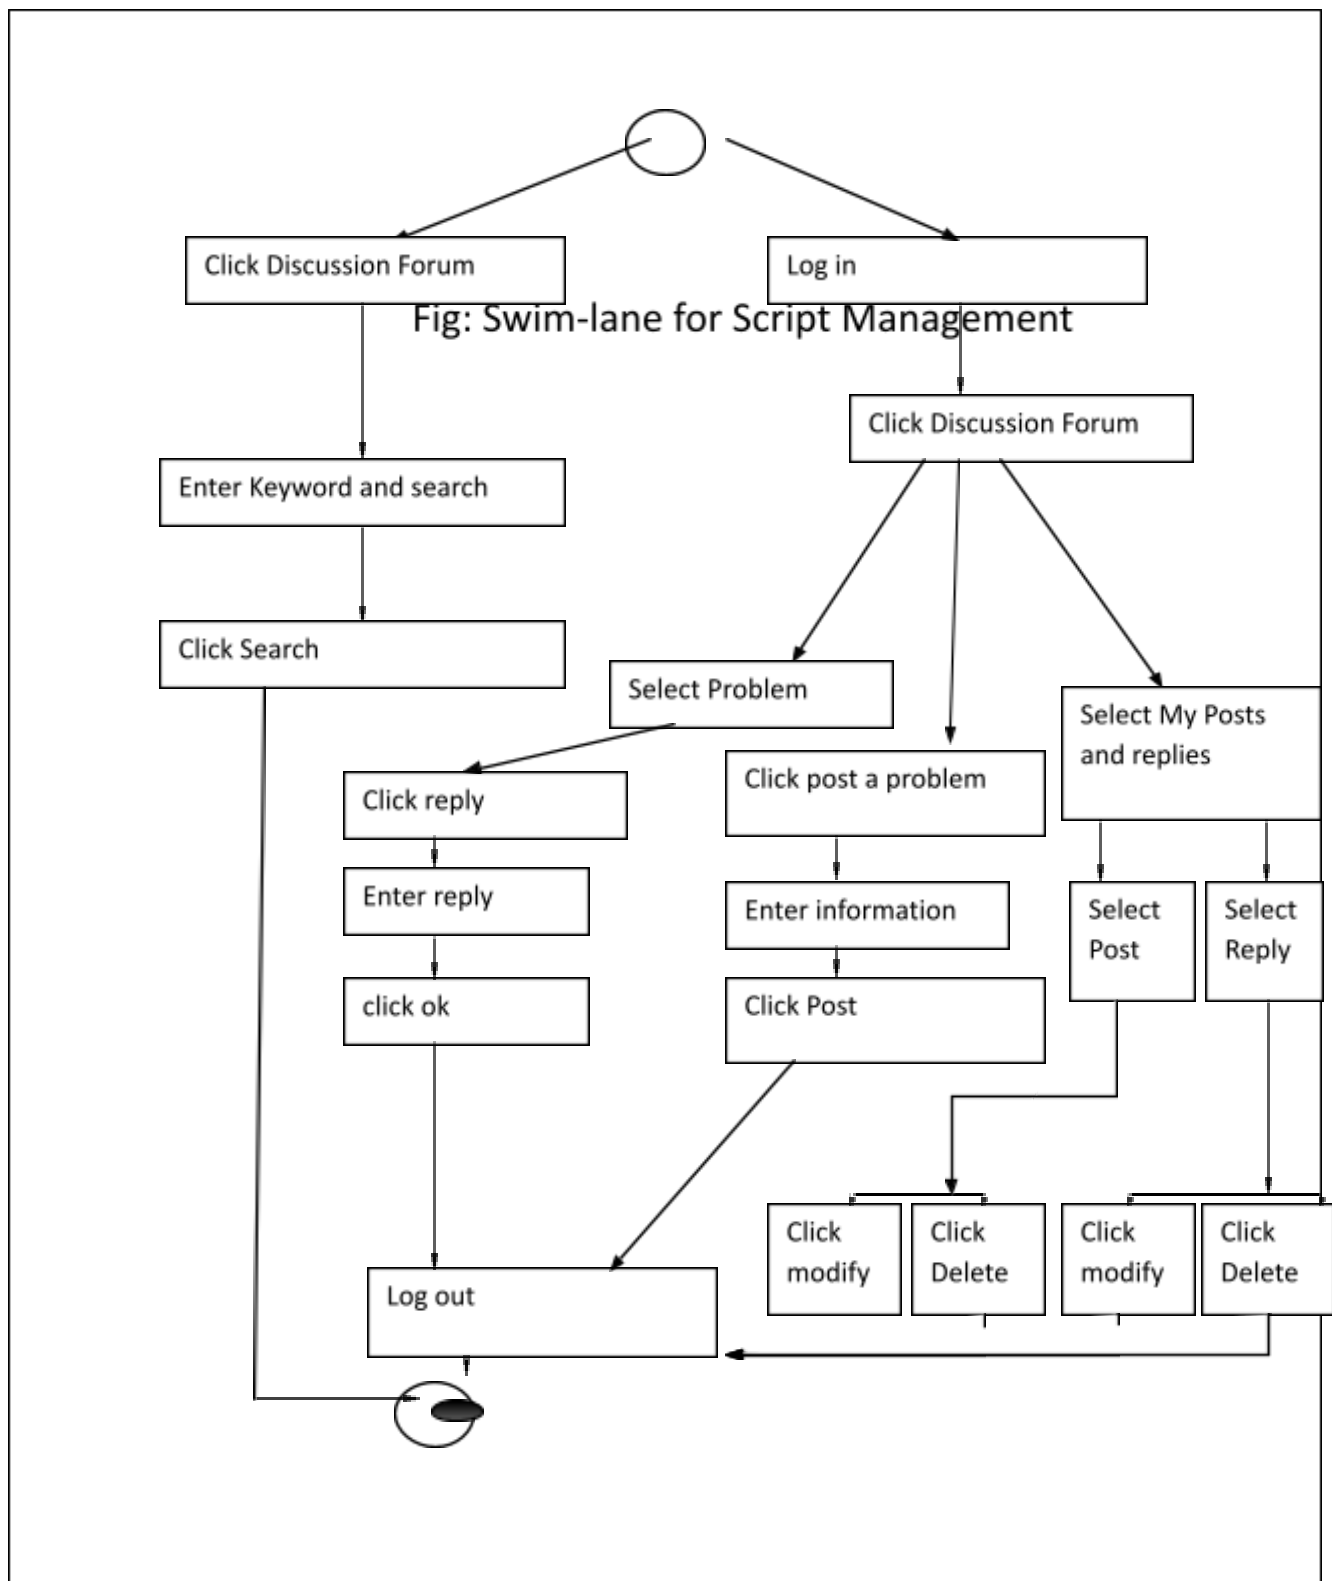 Click Discussion Forum
Log in
Fig: Swim-lane for Script Management
Click Discussion Forum
Enter Keyword and search
Click Search
Select Problem
Select My Posts
and replies
Click reply
Click post a problem
Enter reply
Enter information
Select
Post
Select
Reply
click ok
Click Post
Click
modify
Click
Delete
Click
modify
Click
Delete
Log out